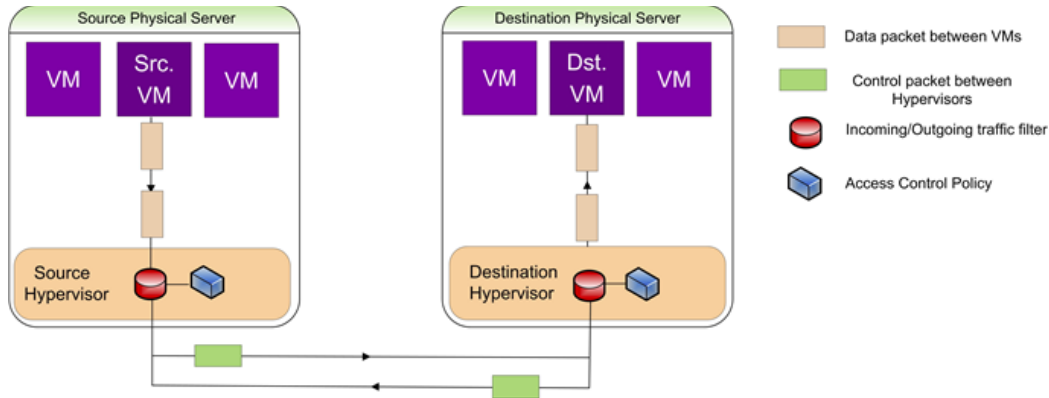 Source Physical Server
VM
Src.
VM
VM
Source
Hypervisor
Destination Physical Server
VM
Dst.
VM
VM
Destination
Hypervisor
Data packet between VMs
Control packet between
Hypervisors
Incoming/Outgoing traffic filter
Access Control Policy